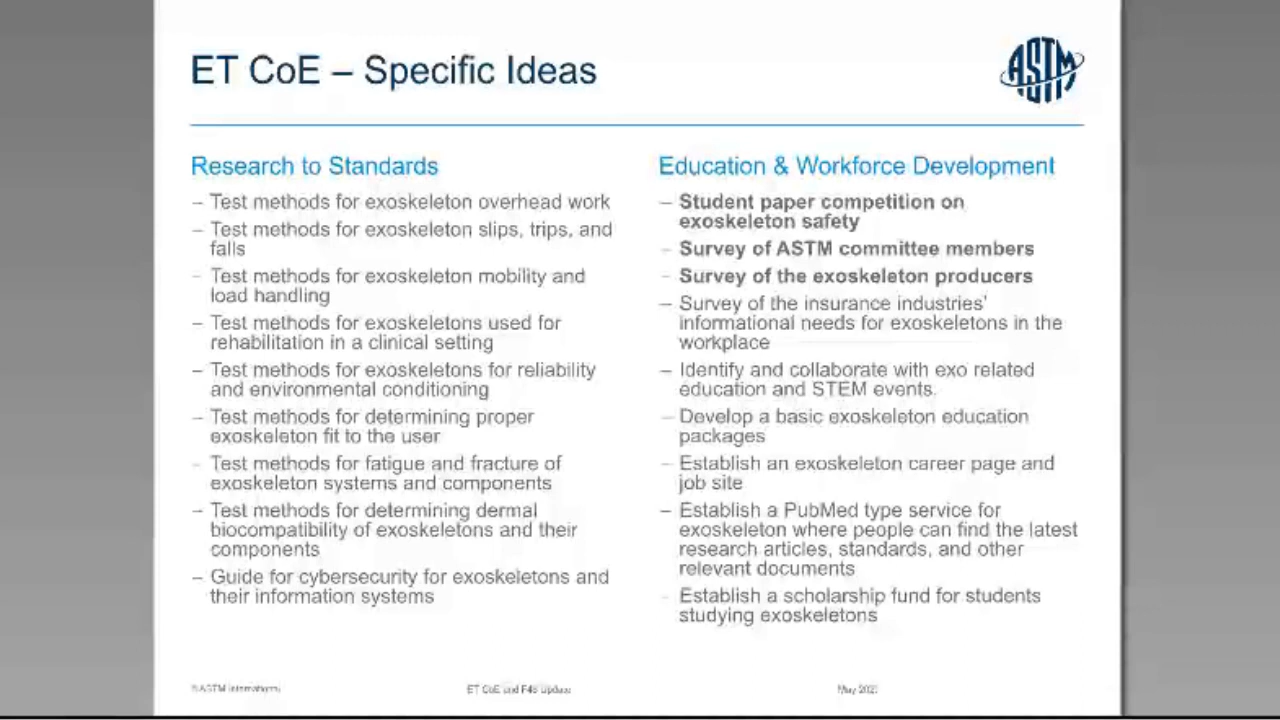 ET CoE – Specific Ideas
ASTM
Research to Standards
– Test methods for exoskeleton overhead work
– Test methods for exoskeleton slips, trips, and
falls
– Test methods for exoskeleton mobility and
load handling
– Test methods for exoskeletons used for
rehabilitation in a clinical setting
– Test methods for exoskeletons for reliability
and environmental conditioning
– Test methods for determining proper
exoskeleton fit to the user
– Test methods for fatigue and fracture of
exoskeleton systems and components
– Test methods for determining dermal
biocompatibility of exoskeletons and their
components
– Guide for cybersecurity for exoskeletons and
their information systems
Education & Workforce Development
– Student paper competition on
exoskeleton safety
– Survey of ASTM committee members
– Survey of the exoskeleton producers
– Survey of the insurance industries'
informational needs for exoskeletons in the
workplace
– Identify and collaborate with exo related
education and STEM events.
– Develop a basic exoskeleton education
packages
– Establish an exoskeleton career page and
job site
– Establish a PubMed type service for
exoskeleton where people can find the latest
research articles, standards, and other
relevant documents
– Establish a scholarship fund for students
studying exoskeletons
© ASTM International
ET CoE and F48 Update
May